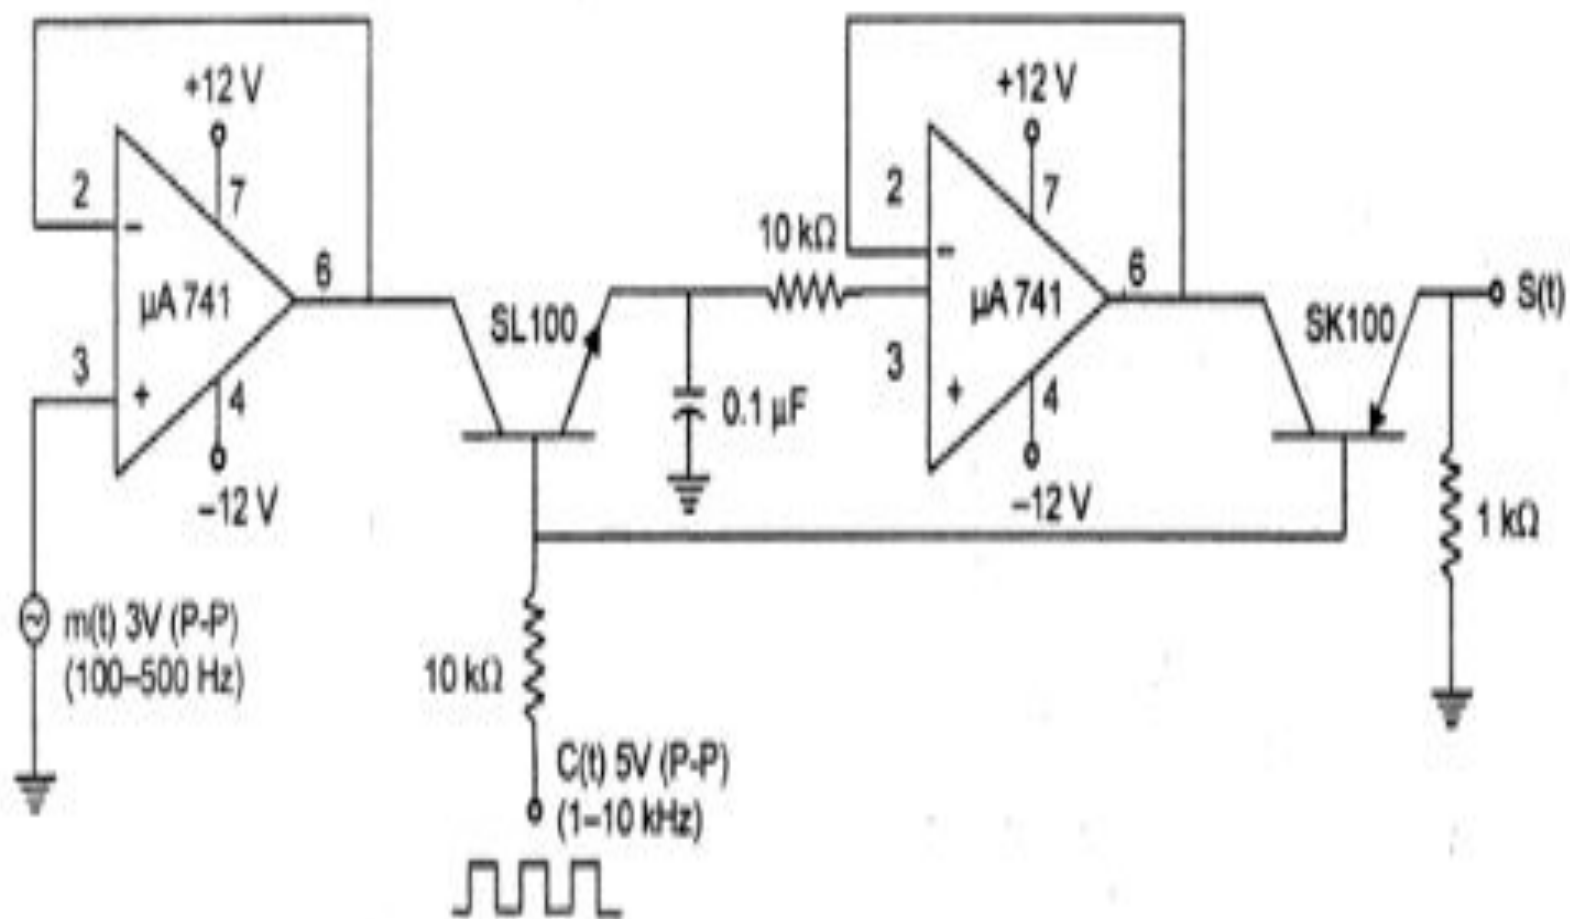 +12 V
7
2
−
6
μA 741
3
+
4
−12 V
m(t) 3V (P-P)
(100–500 Hz)
SL100
0.1 μF
10 kΩ
10 kΩ
C(t) 5V (P-P)
(1–10 kHz)
+12 V
7
2
−
6
μA 741
3
+
4
−12 V
SK100
S(t)
1 kΩ